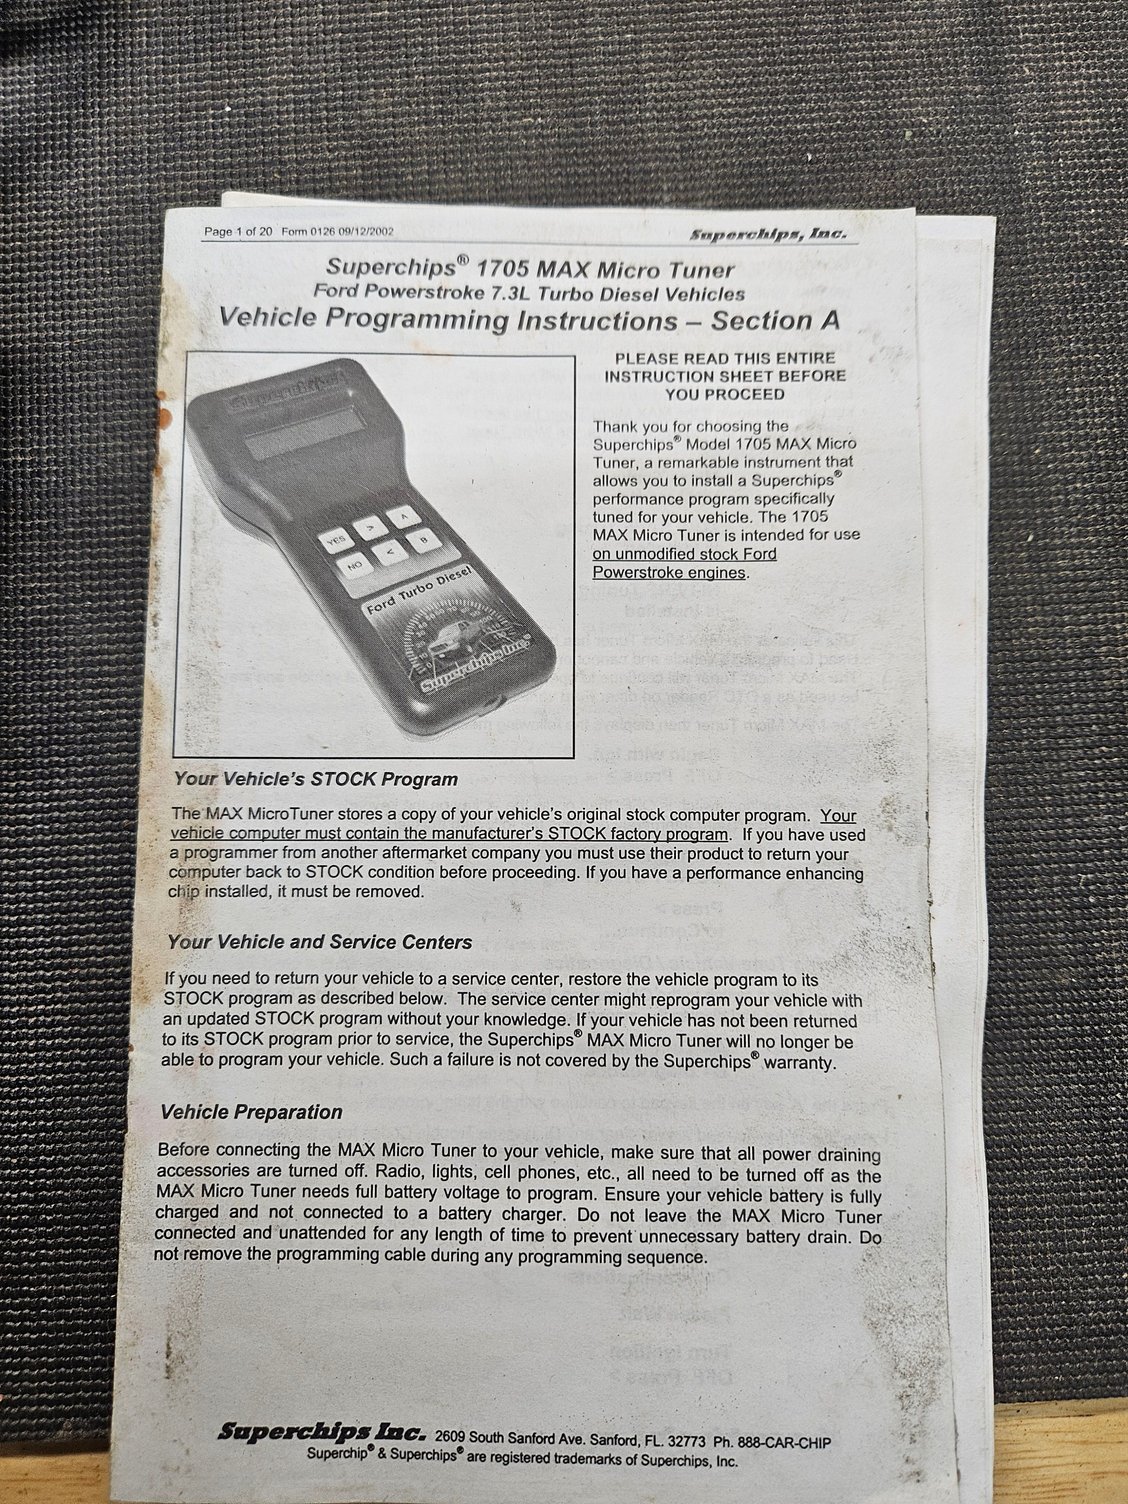 Page 1 of 20 Form 0126 09/12/2002
Superchips, Inc.
Superchips® 1705 MAX Micro Tuner
Ford Powerstroke 7.3L Turbo Diesel Vehicles
Vehicle Programming Instructions – Section A
Superchips
YES > A
NO < B
Ford Turbo Diesel
Superchips Inc®
PLEASE READ THIS ENTIRE
INSTRUCTION SHEET BEFORE
YOU PROCEED
Thank you for choosing the
Superchips® Model 1705 MAX Micro
Tuner, a remarkable instrument that
allows you to install a Superchips®
performance program specifically
tuned for your vehicle. The 1705
MAX Micro Tuner is intended for use
on unmodified stock Ford
Powerstroke engines.
Your Vehicle's STOCK Program
The MAX MicroTuner stores a copy of your vehicle's original stock computer program. Your
vehicle computer must contain the manufacturer's STOCK factory program. If you have used
a programmer from another aftermarket company you must use their product to return your
computer back to STOCK condition before proceeding. If you have a performance enhancing
chip installed, it must be removed.
Your Vehicle and Service Centers
If you need to return your vehicle to a service center, restore the vehicle program to its
STOCK program as described below. The service center might reprogram your vehicle with
an updated STOCK program without your knowledge. If your vehicle has not been returned
to its STOCK program prior to service, the Superchips® MAX Micro Tuner will no longer be
able to program your vehicle. Such a failure is not covered by the Superchips® warranty.
Vehicle Preparation
Before connecting the MAX Micro Tuner to your vehicle, make sure that all power draining
accessories are turned off. Radio, lights, cell phones, etc., all need to be turned off as the
MAX Micro Tuner needs full battery voltage to program. Ensure your vehicle battery is fully
charged and not connected to a battery charger. Do not leave the MAX Micro Tuner
connected and unattended for any length of time to prevent unnecessary battery drain. Do
not remove the programming cable during any programming sequence.
Superchips Inc. 2609 South Sanford Ave. Sanford, FL. 32773 Ph. 888-CAR-CHIP
Superchip® & Superchips® are registered trademarks of Superchips, Inc.